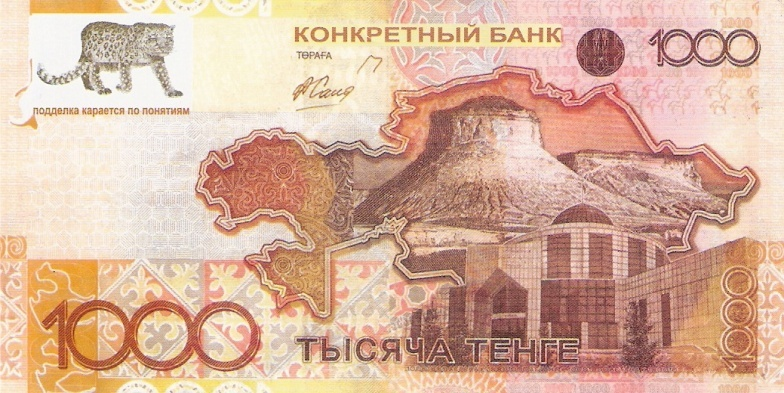 КОНКРЕТНЫЙ БАНК
1000
ТӨРАҒА
подделка карается по понятиям
1000
ТЫСЯЧА ТЕНГЕ
1000